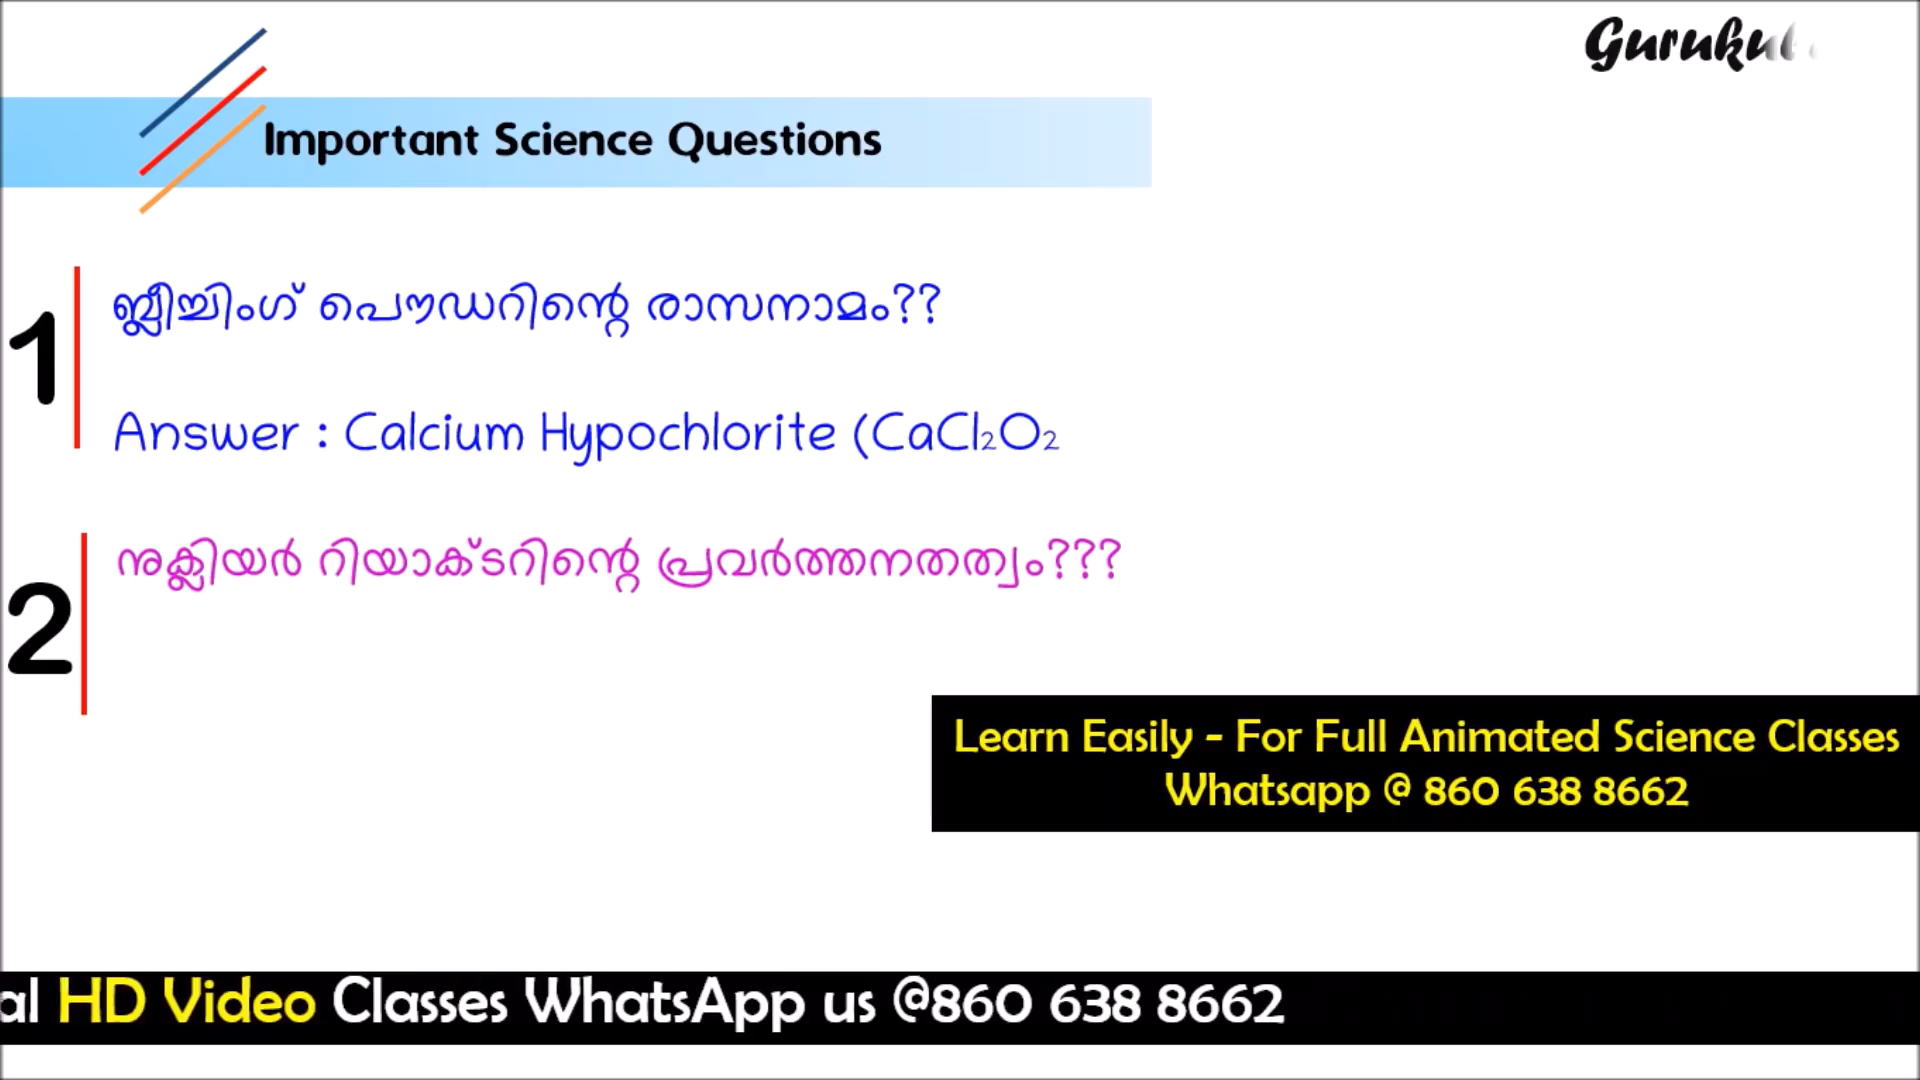 Important Science Questions
1
ബ്ലീച്ചിംഗ് പൌഡറിന്റെ രാസനാമം??
Answer : Calcium Hypochlorite (CaCl₂O₂
2
നുക്ലിയർ റിയാക്ടറിന്റെ പ്രവർത്തനതത്വം???
Learn Easily - For Full Animated Science Classes
Whatsapp @ 860 638 8662
al HD Video Classes WhatsApp us @860 638 8662